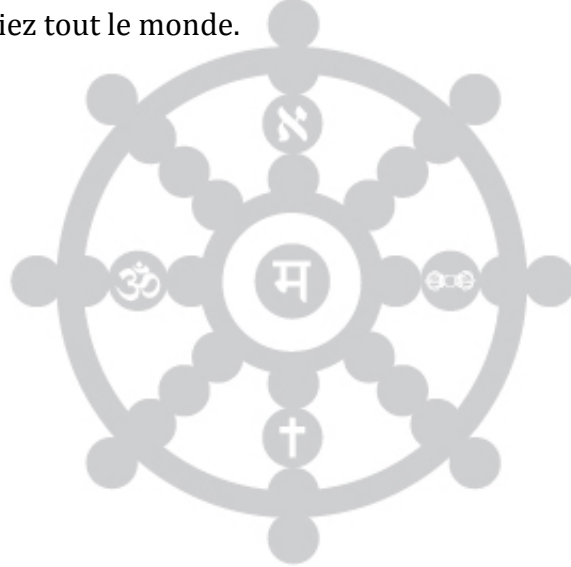 iez tout le monde.
א
ॐ
म
✝